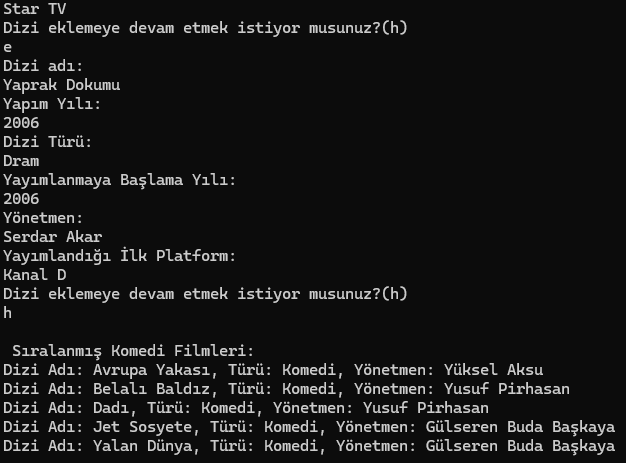 Star TV
Dizi eklemeye devam etmek istiyor musunuz?(h)
e
Dizi adı:
Yaprak Dokumu
Yapım Yılı:
2006
Dizi Türü:
Dram
Yayımlanmaya Başlama Yılı:
2006
Yönetmen:
Serdar Akar
Yayımlandığı İlk Platform:
Kanal D
Dizi eklemeye devam etmek istiyor musunuz?(h)
h
Sıralanmış Komedi Filmleri:
Dizi Adı: Avrupa Yakası, Türü: Komedi, Yönetmen: Yüksel Aksu
Dizi Adı: Belalı Baldız, Türü: Komedi, Yönetmen: Yusuf Pirhasan
Dizi Adı: Dadı, Türü: Komedi, Yönetmen: Yusuf Pirhasan
Dizi Adı: Jet Sosyete, Türü: Komedi, Yönetmen: Gülseren Buda Başkaya
Dizi Adı: Yalan Dünya, Türü: Komedi, Yönetmen: Gülseren Buda Başkaya